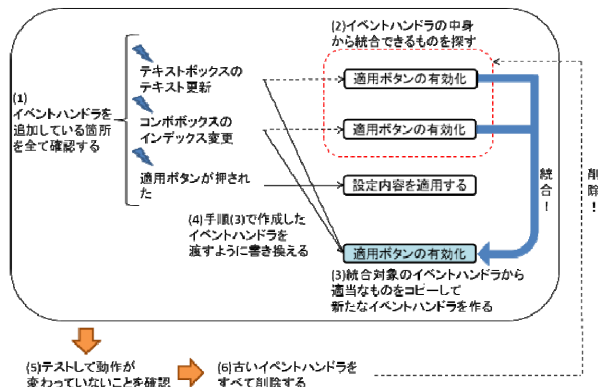 (1)
イベントハンドラを
追加している箇所
を全て確認する
テキストボックスの
テキスト更新
コンボボックスの
インデックス変更
適用ボタンが押され
た
(2)イベントハンドラの中身
から統合できるものを探す
適用ボタンの有効化
適用ボタンの有効化
設定内容を適用する
適用ボタンの有効化
統合！
削除！
(3)統合対象のイベントハンドラから
適当なものをコピーして
新たなイベントハンドラを作る
(4)手順(3)で作成した
イベントハンドラを
渡すように書き換える
(5)テストして動作が
変わっていないことを確認
(6)古いイベントハンドラを
すべて削除する